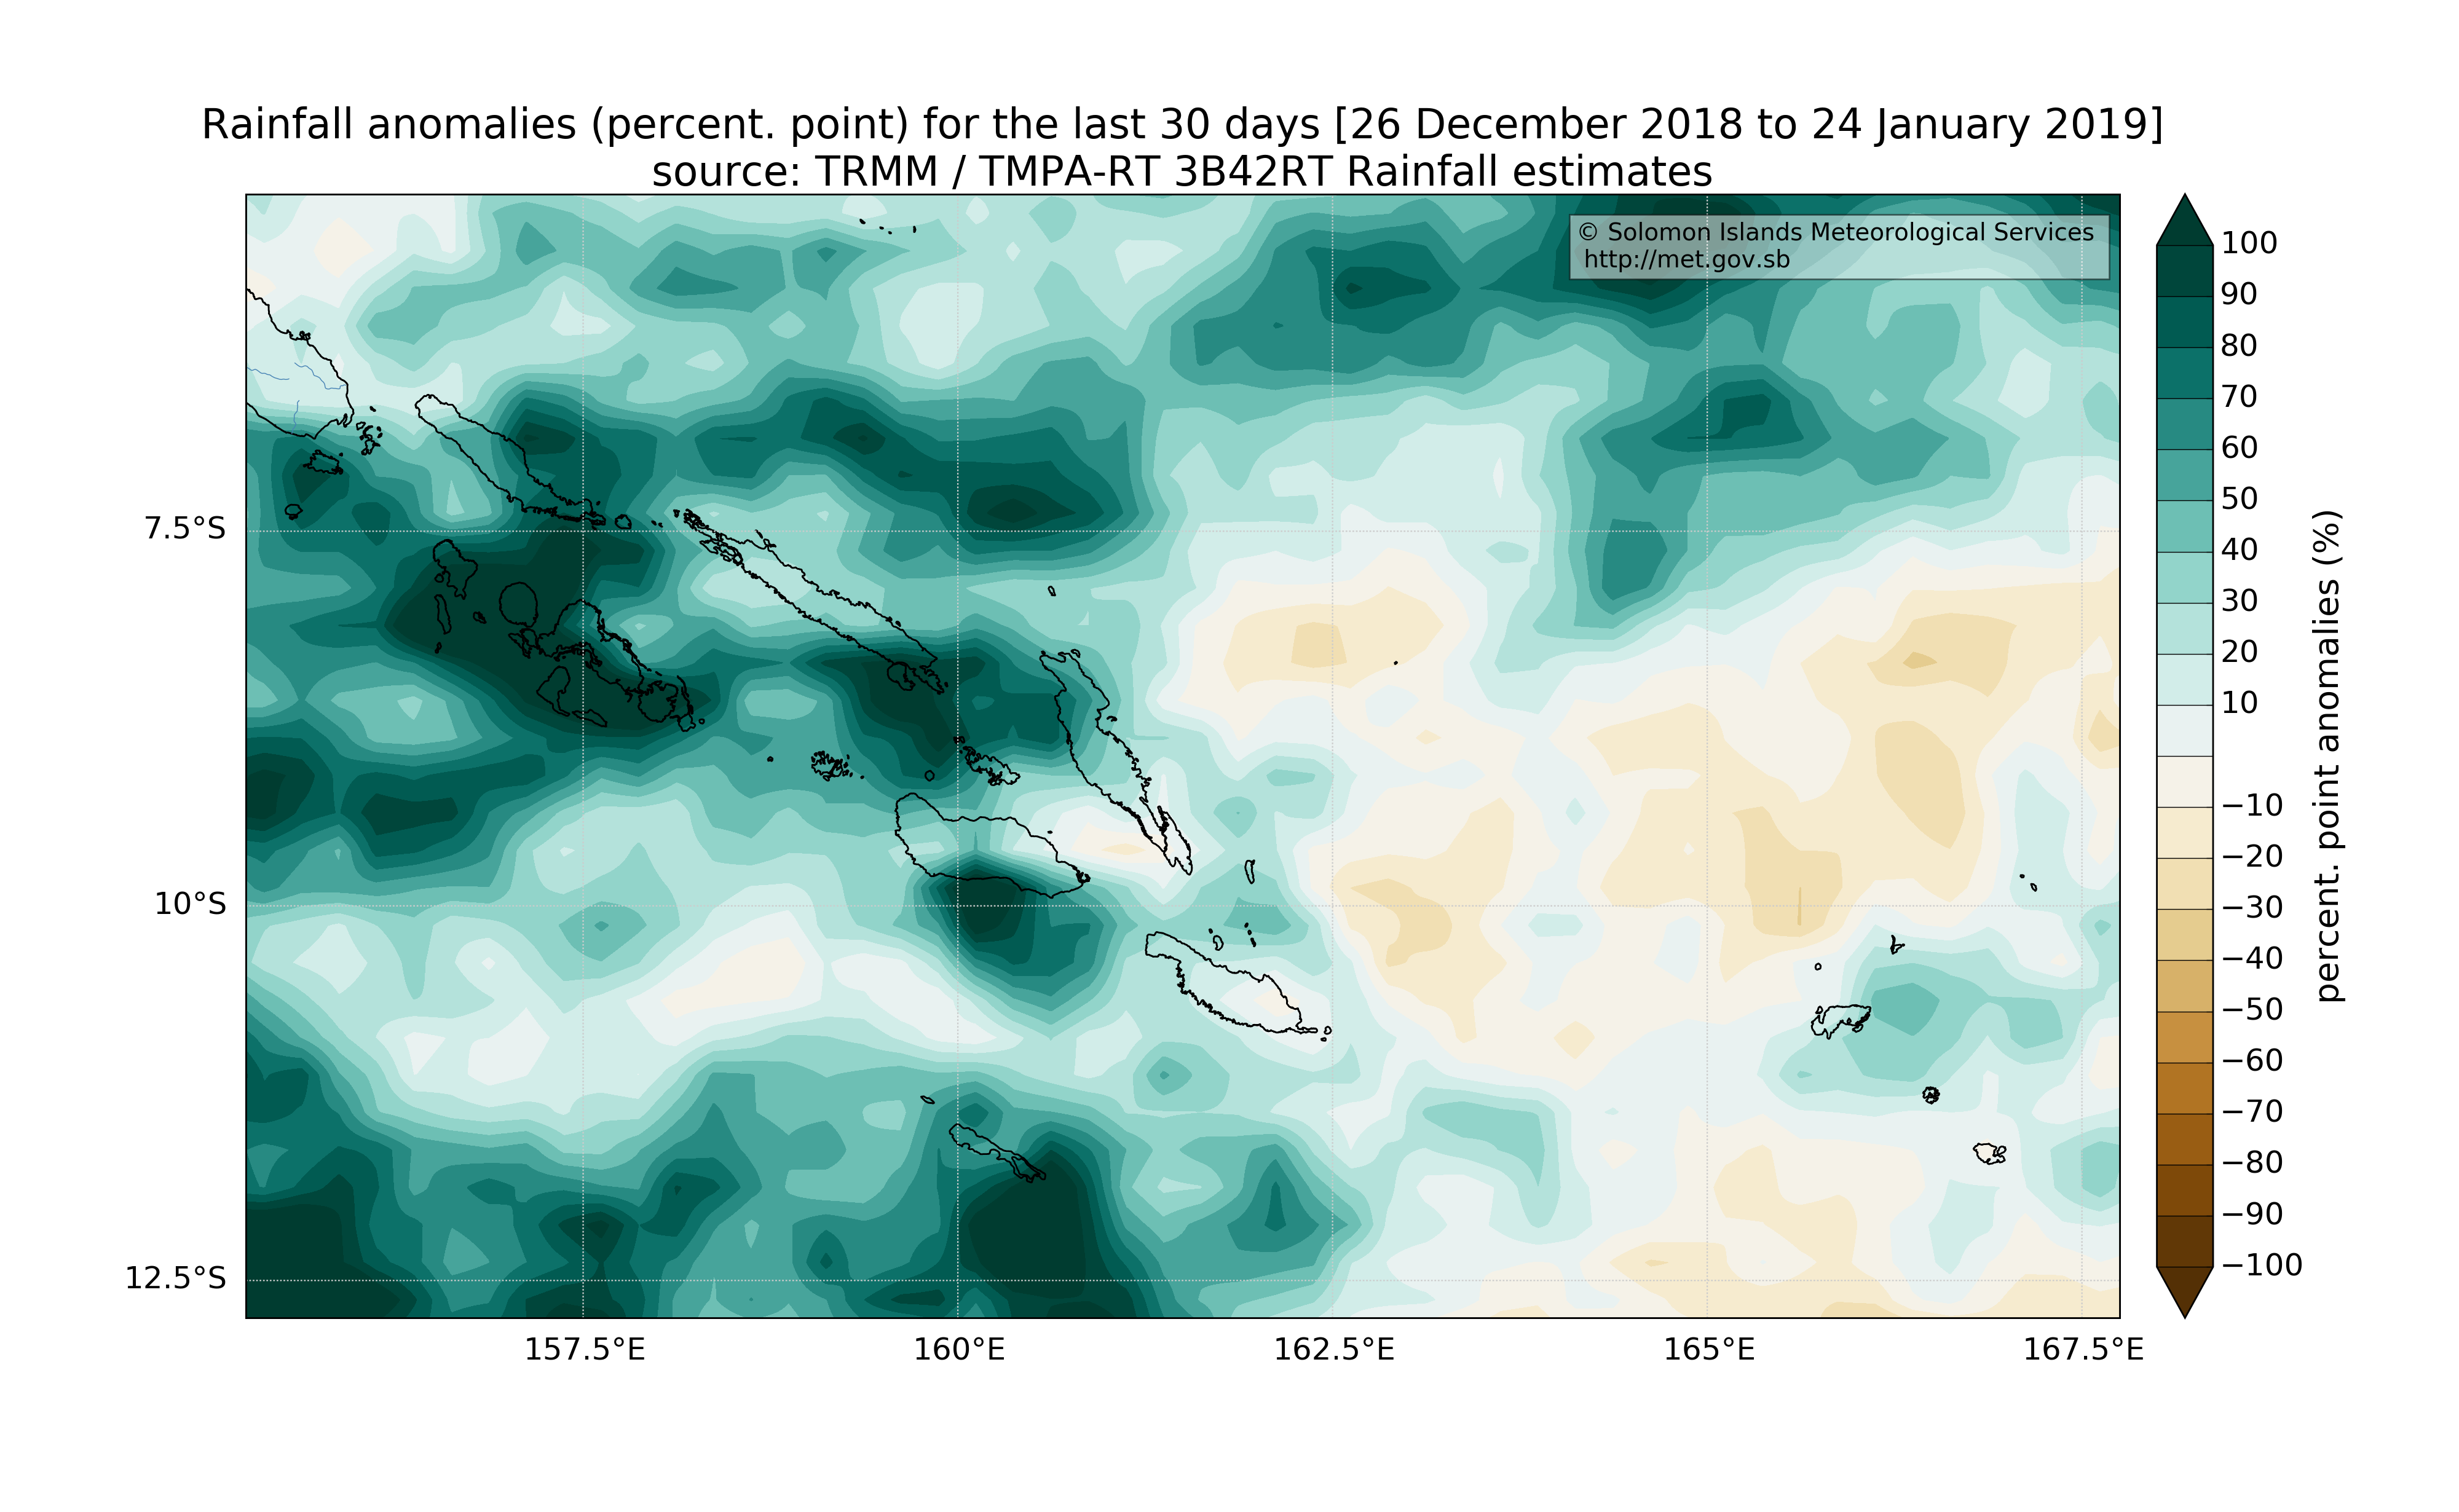 Rainfall anomalies (percent. point) for the last 30 days [26 December 2018 to 24 January 2019]
source: TRMM / TMPA-RT 3B42RT Rainfall estimates
© Solomon Islands Meteorological Services
http://met.gov.sb
7.5°S
10°S
12.5°S
157.5°E
160°E
162.5°E
165°E
167.5°E
100
90
80
70
60
50
40
30
20
10
−10
−20
−30
−40
−50
−60
−70
−80
−90
−100
percent. point anomalies (%)